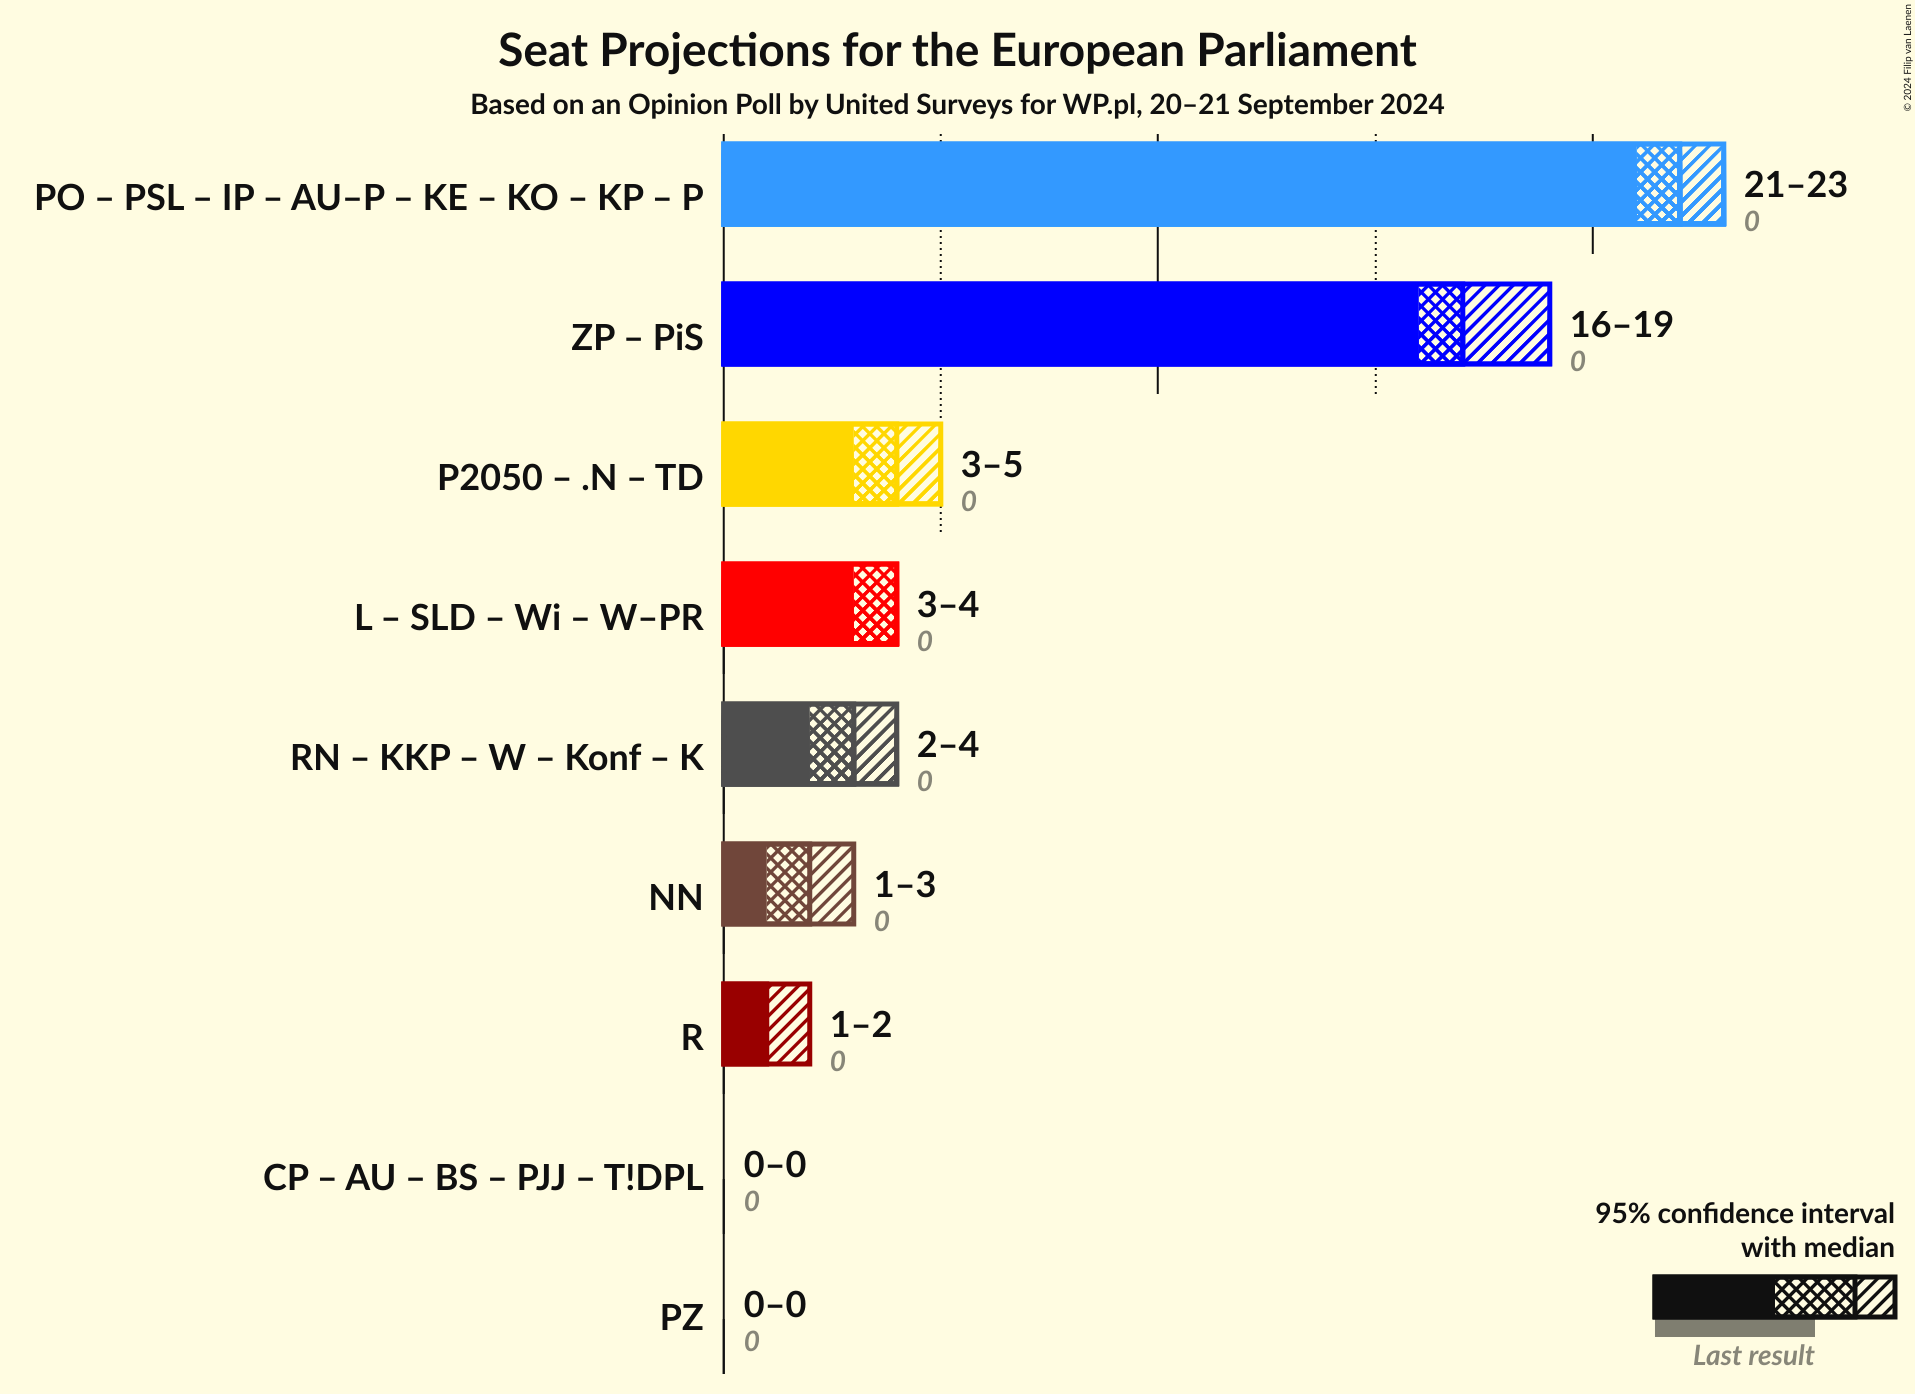 Seat Projections for the European Parliament
Based on an Opinion Poll by United Surveys for WP.pl, 20–21 September 2024
© 2024 Filip van Laenen
PO – PSL – IP – AU–P – KE – KO – KP – P
21–23
0
ZP – PiS
16–19
0
P2050 – .N – TD
3–5
0
L – SLD – Wi – W–PR
3–4
0
RN – KKP – W – Konf – K
2–4
0
NN
1–3
0
R
1–2
0
CP – AU – BS – PJJ – T!DPL
0–0
0
PZ
0–0
0
95% confidence interval
with median
Last result